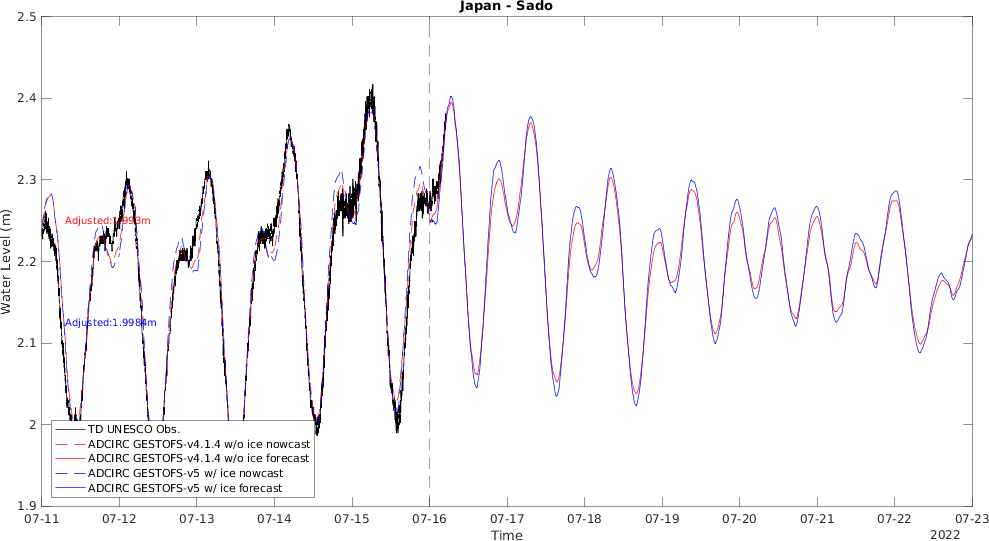 Japan - Sado
2.5
2.4
2.3
2.2
2.1
2
1.9
Water Level (m)
Adjusted:1.9984m
TD UNESCO Obs.
ADCIRC GESTOFS-v4.1.4 w/o ice nowcast
ADCIRC GESTOFS-v4.1.4 w/o ice forecast
ADCIRC GESTOFS-v5 w/ ice nowcast
ADCIRC GESTOFS-v5 w/ ice forecast
07-11 07-12 07-13 07-14 07-15 07-16 07-17 07-18 07-19 07-20 07-21 07-22 07-23
Time
2022